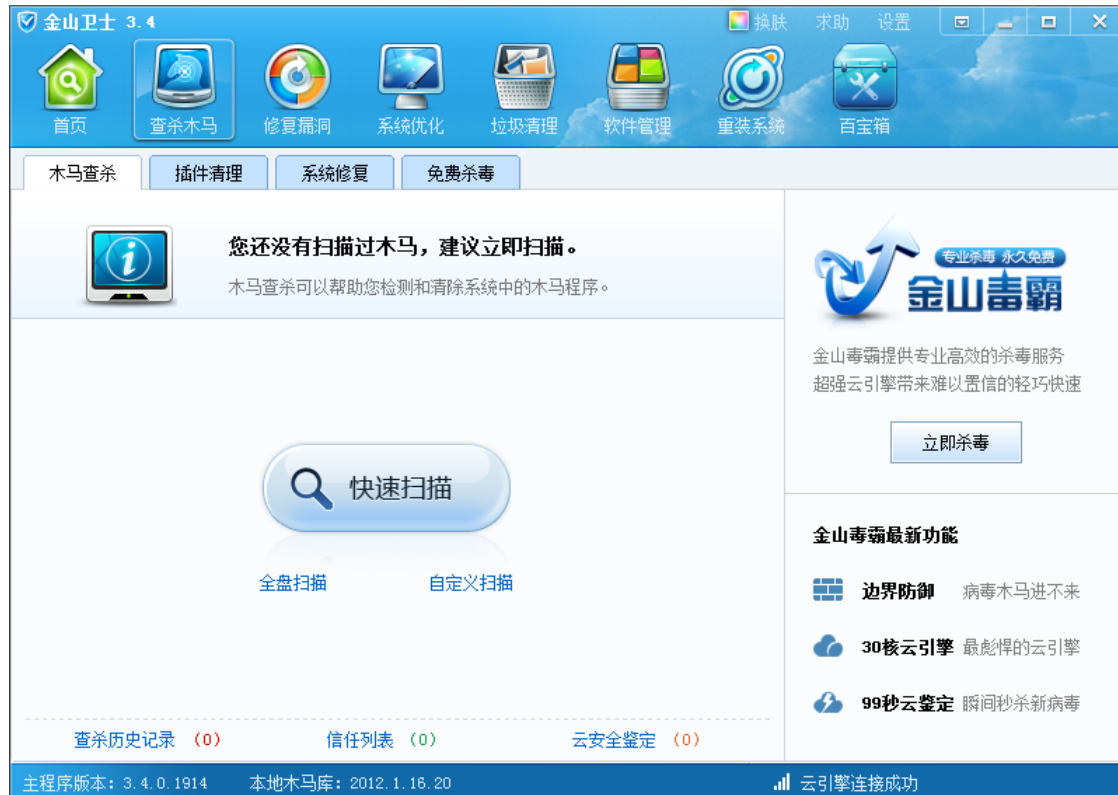 金山卫士 3.4
换肤 求助 设置
首页 查杀木马 修复漏洞 系统优化 垃圾清理 软件管理 重装系统 百宝箱
木马查杀 插件清理 系统修复 免费杀毒
您还没有扫描过木马，建议立即扫描。
木马查杀可以帮助您检测和清除系统中的木马程序。
快速扫描
全盘扫描 自定义扫描
查杀历史记录 (0) 信任列表 (0) 云安全鉴定 (0)
专业杀毒 永久免费
金山毒霸
金山毒霸提供专业高效的杀毒服务
超强云引擎带来难以置信的轻巧快速
立即杀毒
金山毒霸最新功能
边界防御 病毒木马进不来
30核云引擎 最彪悍的云引擎
99秒云鉴定 瞬间秒杀新病毒
主程序版本: 3.4.0.1914 本地木马库: 2012.1.16.20 云引擎连接成功